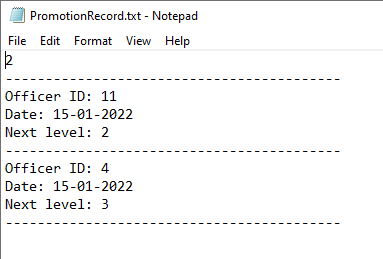 PromotionRecord.txt - Notepad
File Edit Format View Help
2
------------------------------------------
Officer ID: 11
Date: 15-01-2022
Next level: 2
------------------------------------------
Officer ID: 4
Date: 15-01-2022
Next level: 3
------------------------------------------